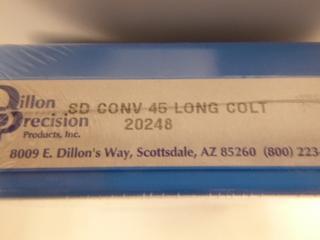 Dillon
Precision
Products, Inc.
SD CONV 45 LONG COLT
20248
8009 E. Dillon's Way, Scottsdale, AZ 85260 (800) 223-